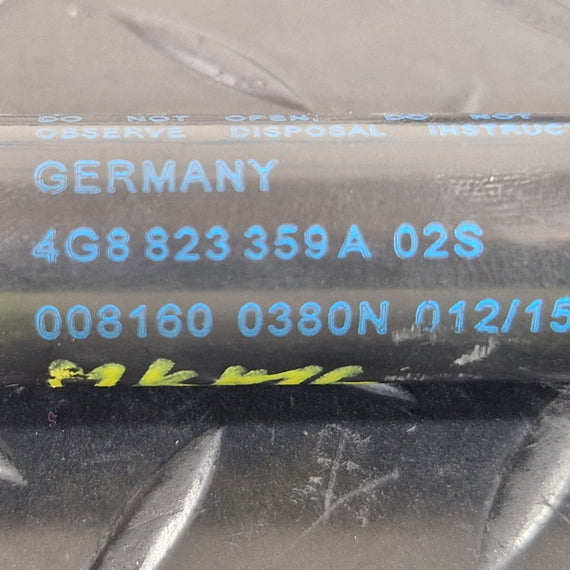 DO NOT OPEN. DO NOT
OBSERVE DISPOSAL INSTRUCT
GERMANY
4G8 823 359 A 02S
008160 0380N 012/15